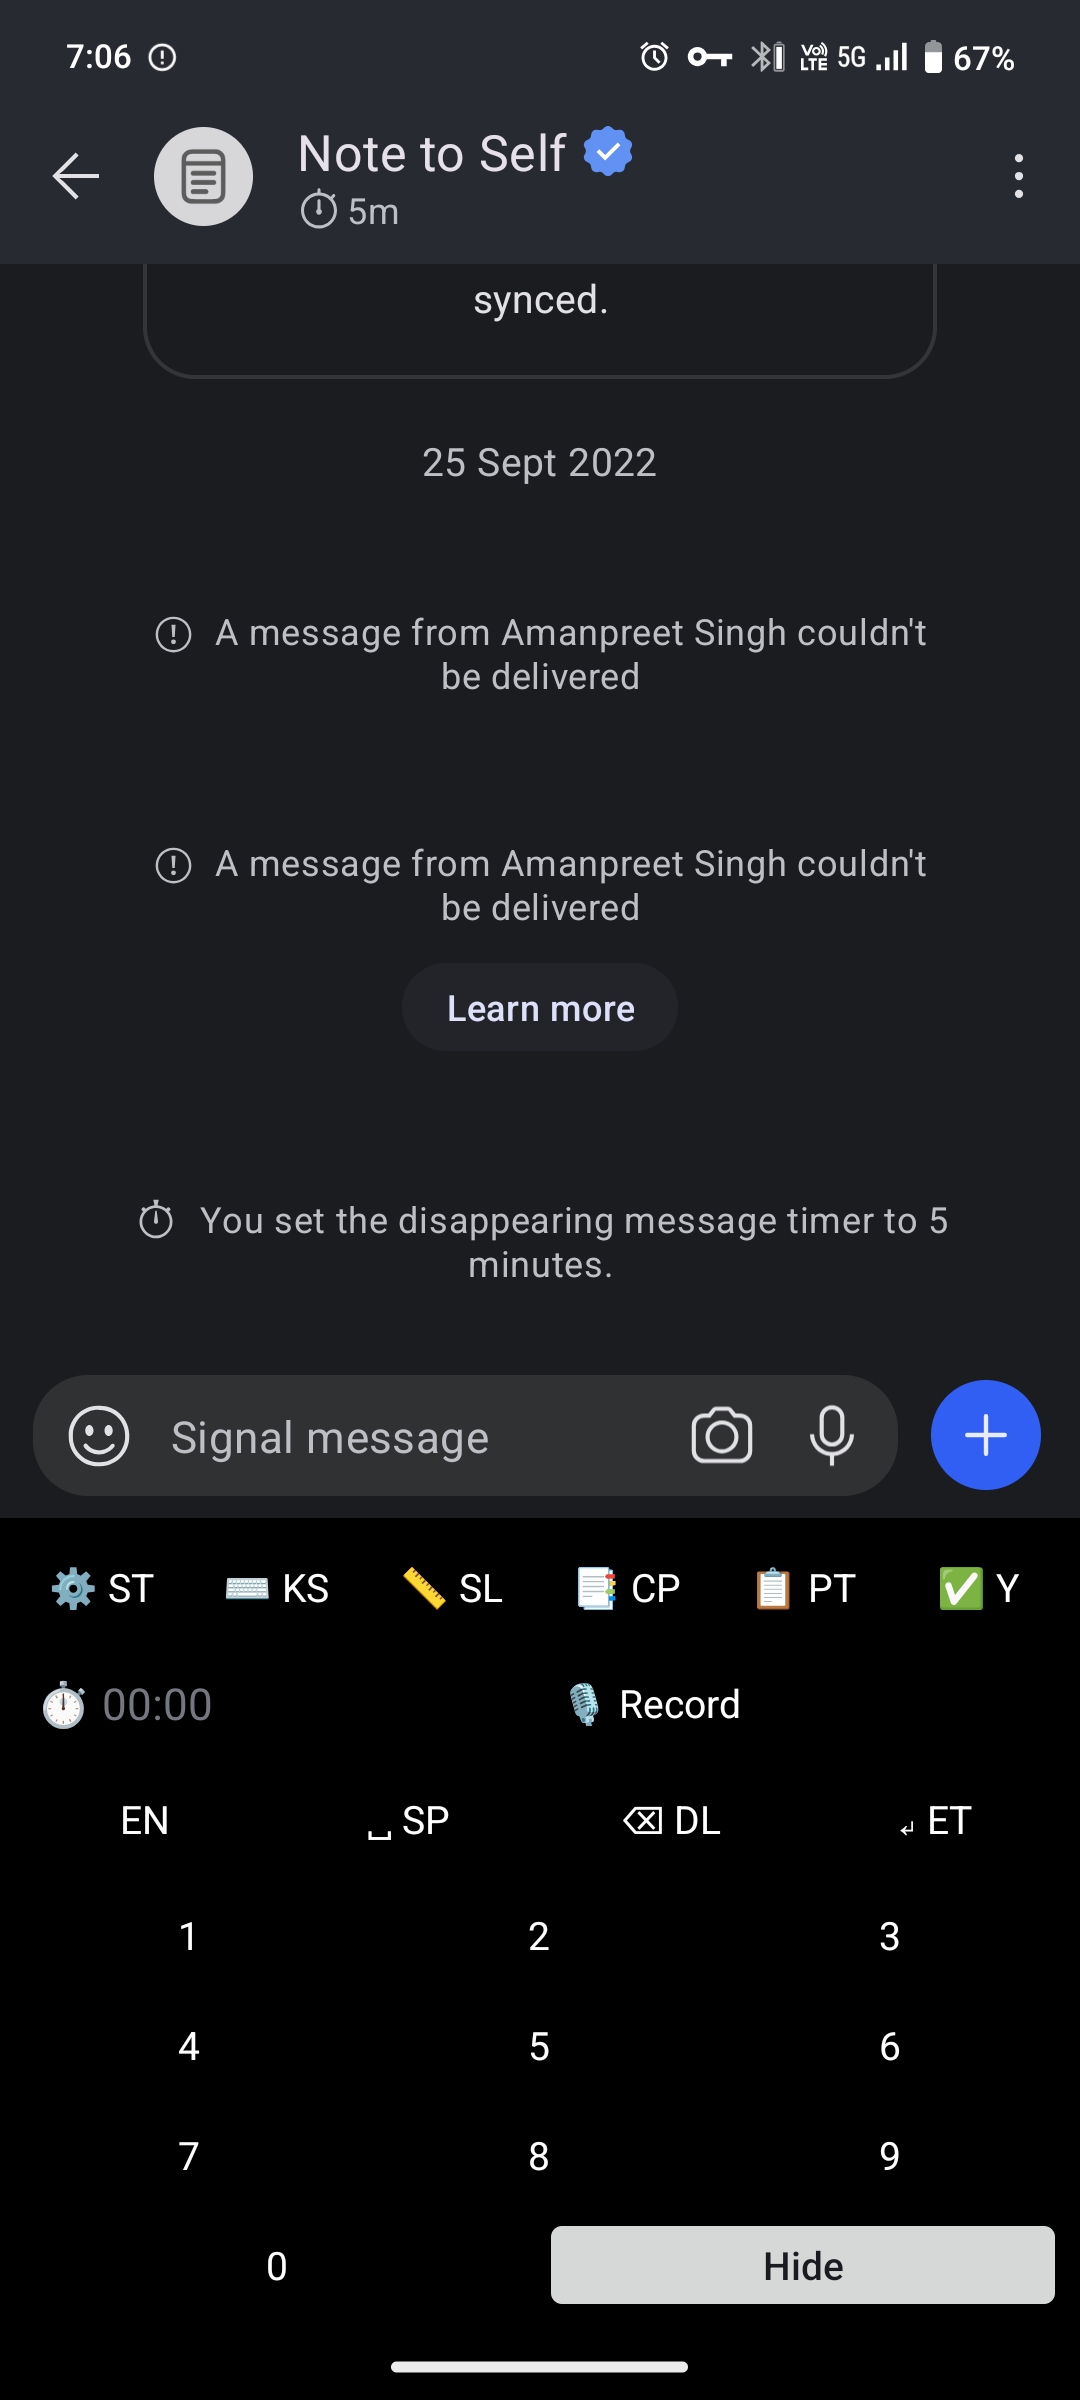 7:06 VoLTE 5G 67%
Note to Self
5m
synced.
25 Sept 2022
A message from Amanpreet Singh couldn't
be delivered
A message from Amanpreet Singh couldn't
be delivered
Learn more
You set the disappearing message timer to 5
minutes.
Signal message
⚙️ ST ⌨️ KS 📏 SL 📑 CP 📋 PT ✅ Y
⏱️ 00:00 🎙️ Record
EN ␣ SP ⌫ DL ↲ ET
1 2 3
4 5 6
7 8 9
0 Hide